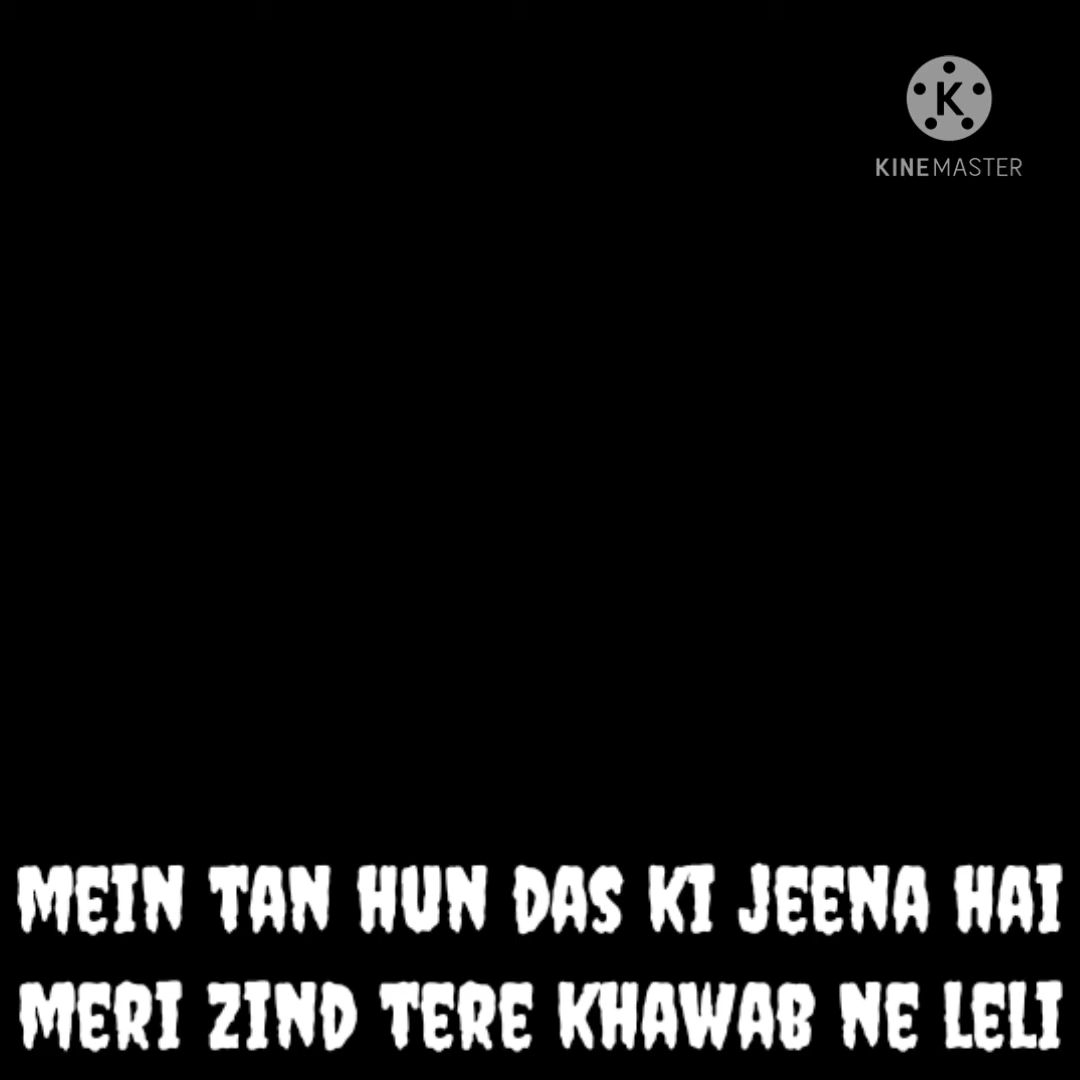 K
KINEMASTER
MEIN TAN HUN DAS KI JEENA HAI
MERI ZIND TERE KHAWAB NE LELI